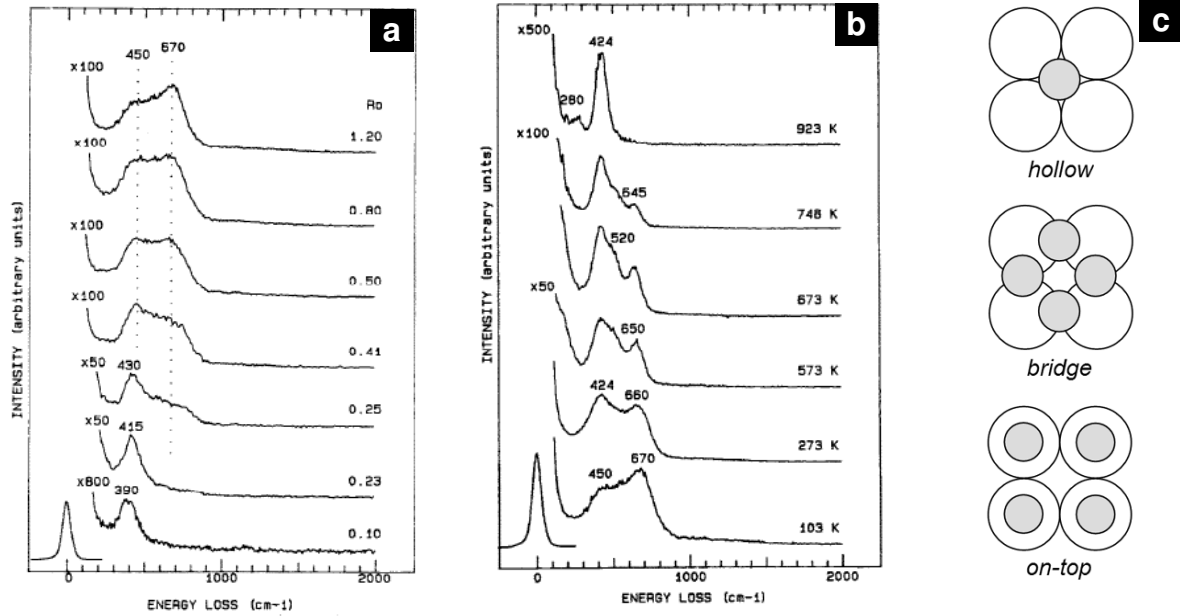 a
450 670
x100
Ro
1.20
x100
0.80
x100
0.50
x100
0.41
x50 430
0.25
x50 415
0.23
x800 390
0.10
0 1000 2000
ENERGY LOSS (cm-1)
INTENSITY (arbitrary units)
b
x500 424
280
923 K
x100
645
748 K
520
673 K
x50
650
573 K
424 660
273 K
450 670
103 K
0 1000 2000
ENERGY LOSS (cm-1)
INTENSITY (arbitrary units)
c
hollow
bridge
on-top